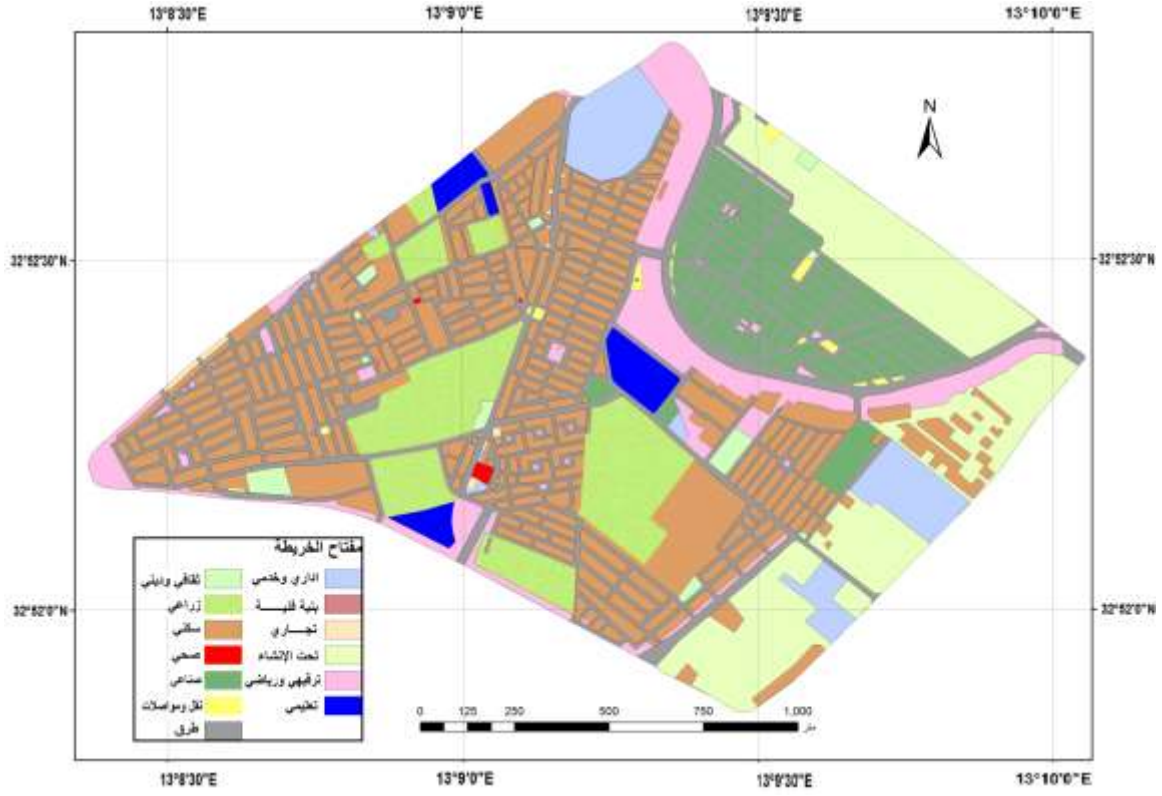 13°8'30"E 13°9'0"E 13°9'30"E 13°10'0"E
N
32°52'30"N 32°52'30"N
مفتاح الخريطة
اداري وخدمي ثقافي وديني
بنية فنيـــــة زراعي
تجـــاري سكني
تحت الإنشاء صحي
ترفيهي ورياضي صناعي
تعليمي نقل ومواصلات
طرق
32°52'0"N 32°52'0"N
0 125 250 500 750 1,000
متر
13°8'30"E 13°9'0"E 13°9'30"E 13°10'0"E